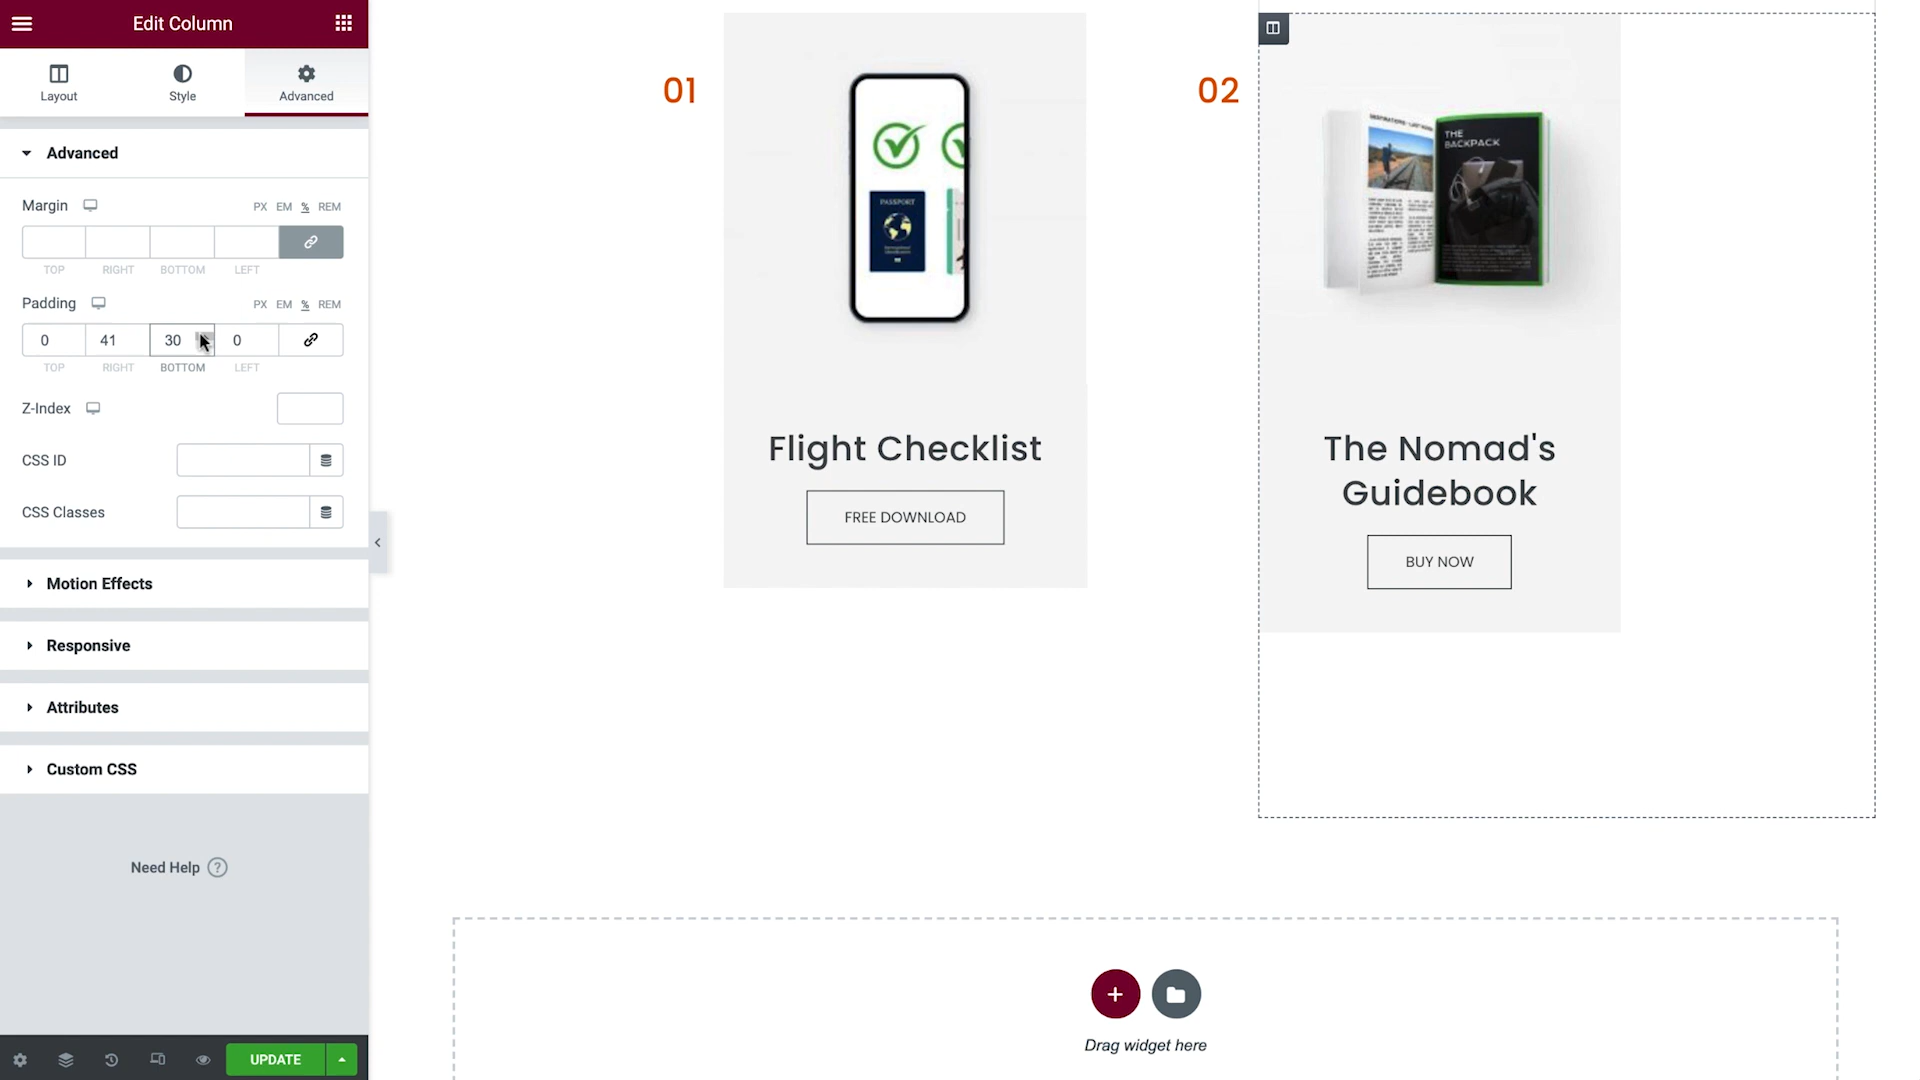 Edit Column
Layout
Style
Advanced
Advanced
Margin
PX EM % REM
TOP RIGHT BOTTOM LEFT
Padding
PX EM % REM
0 41 30 0
TOP RIGHT BOTTOM LEFT
Z-Index
CSS ID
CSS Classes
Motion Effects
Responsive
Attributes
Custom CSS
Need Help ?
UPDATE
01
PASSPORT
Flight Checklist
FREE DOWNLOAD
02
THE
BACKPACK
The Nomad's
Guidebook
BUY NOW
Drag widget here